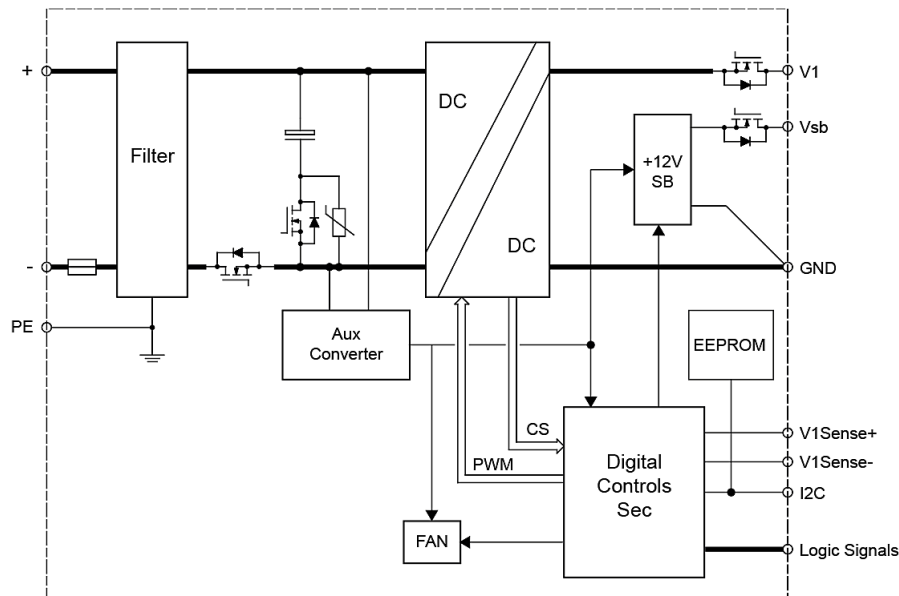 +
Filter
-
PE
DC
DC
V1
Vsb
+12V
SB
GND
Aux
Converter
EEPROM
CS
PWM
Digital
Controls
Sec
V1Sense+
V1Sense-
I2C
FAN
Logic Signals